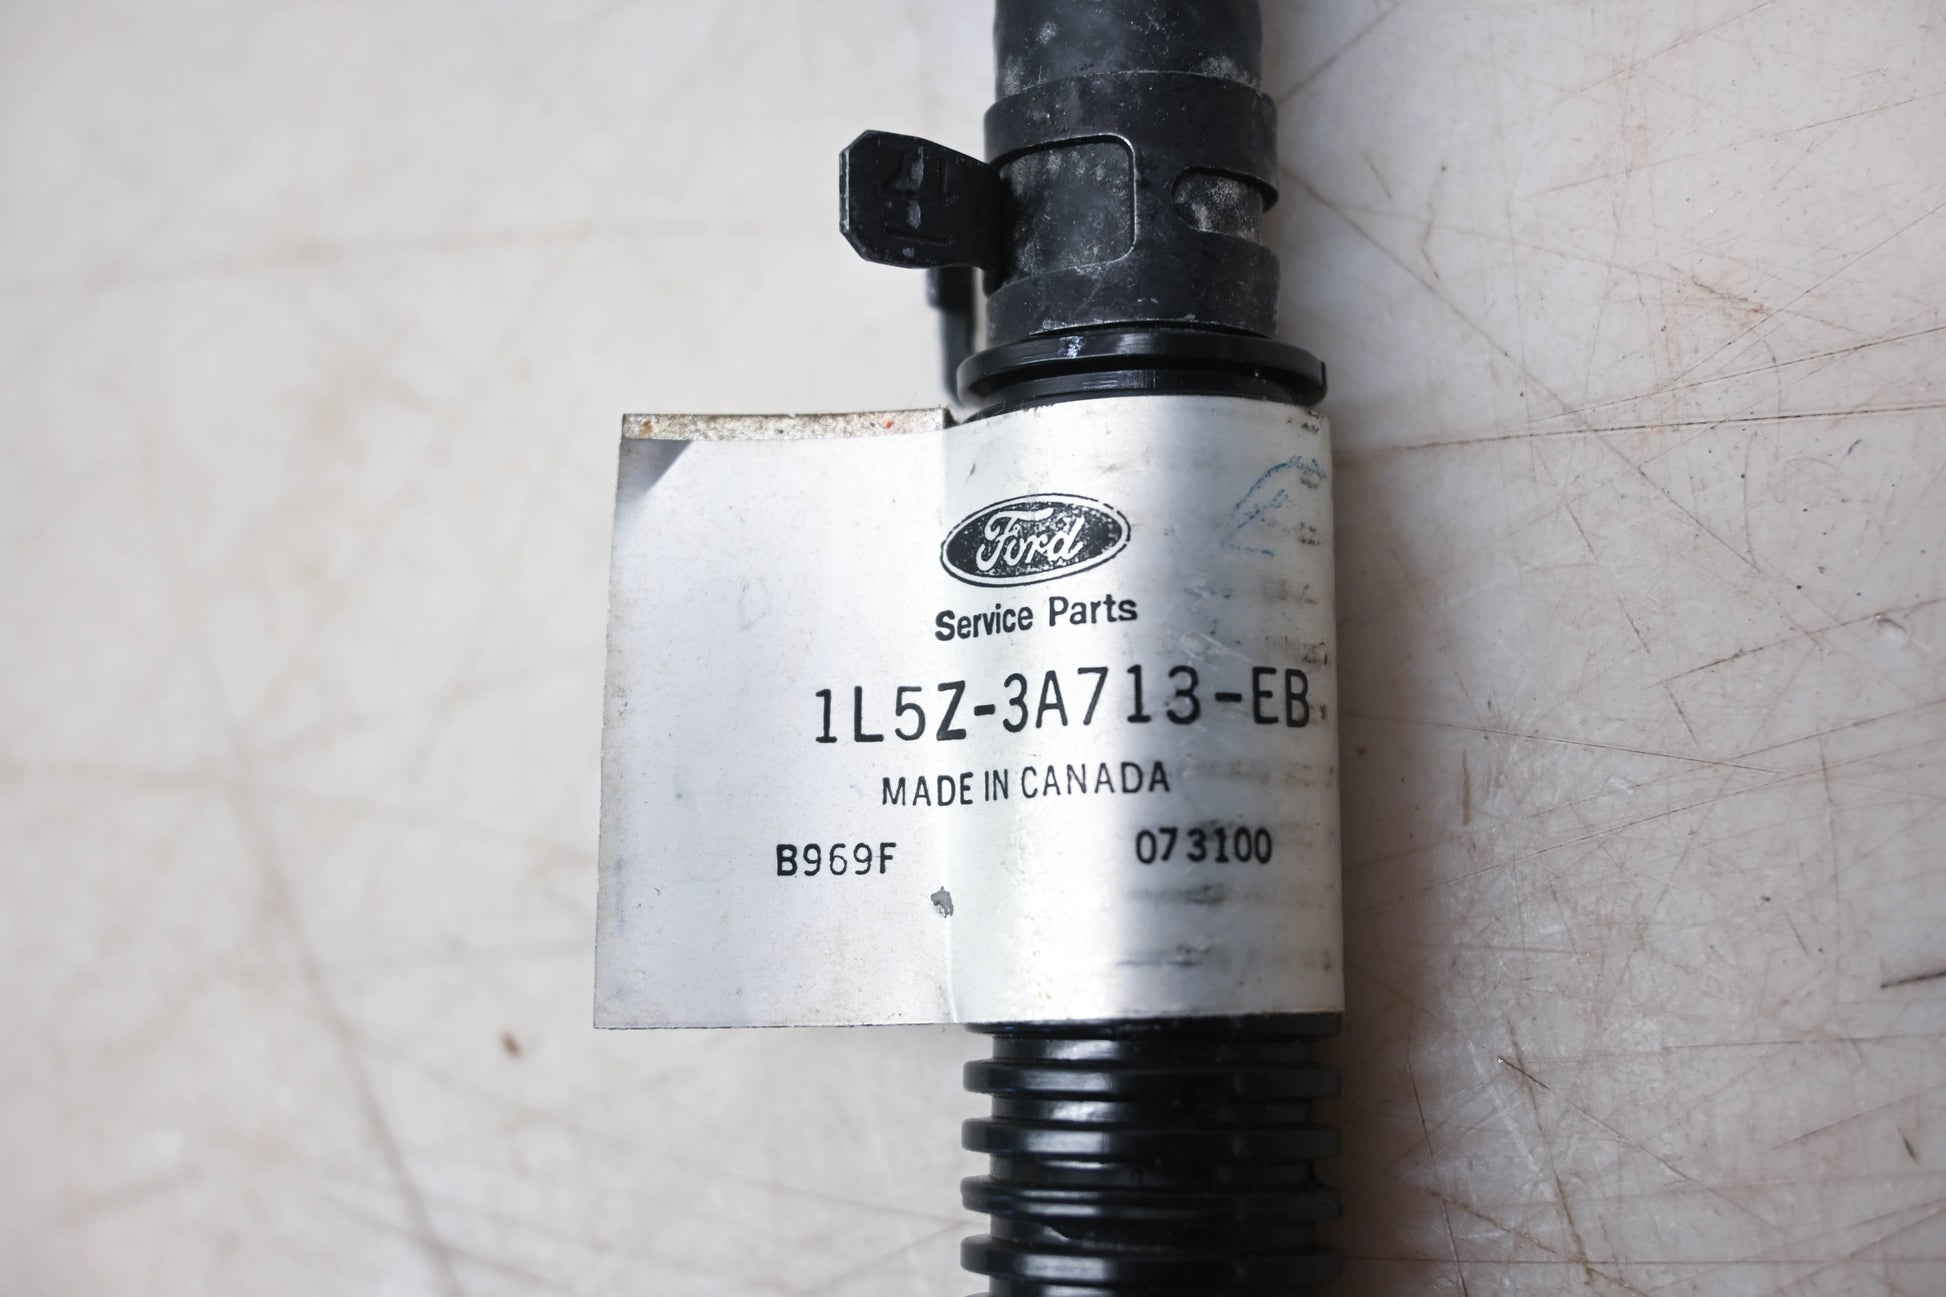 Ford
Service Parts
1L5Z-3A713-EB
MADE IN CANADA
B969F 073100